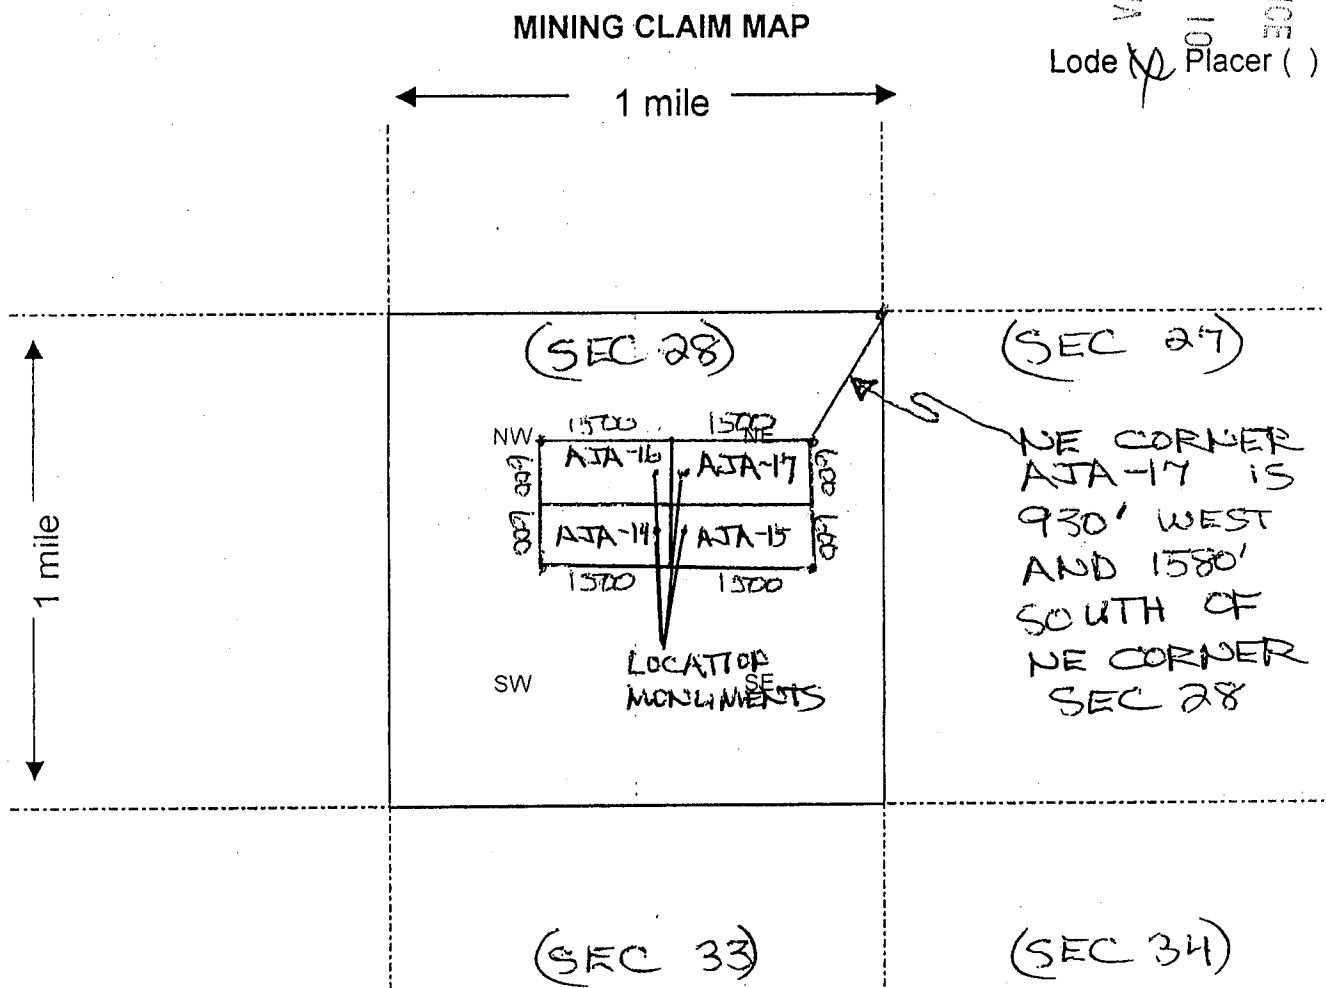 MINING CLAIM MAP
Lode (X) Placer ( )
1 mile
1 mile
(SEC 28)
(SEC 27)
NW
1500
1500
NE
AJA-16
AJA-17
600
600
AJA-14
AJA-15
600
600
1500
1500
NE CORNER
AJA-17 IS
930' WEST
AND 1580'
SOUTH OF
NE CORNER
SEC 28
LOCATION
MONUMENTS
SW
SE
(SEC 33)
(SEC 34)